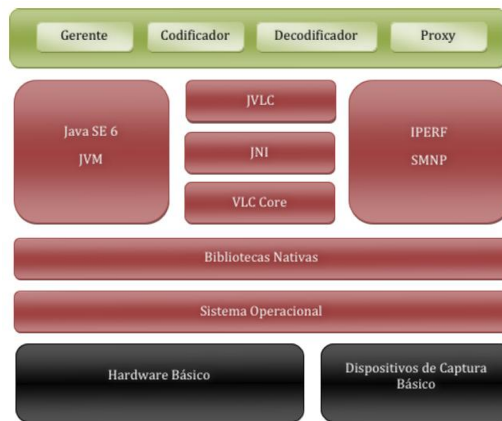 Gerente Codificador Decodificador Proxy
Java SE 6
JVM
JVLC
JNI
VLC Core
IPERF
SMNP
Bibliotecas Nativas
Sistema Operacional
Hardware Básico
Dispositivos de Captura
Básico